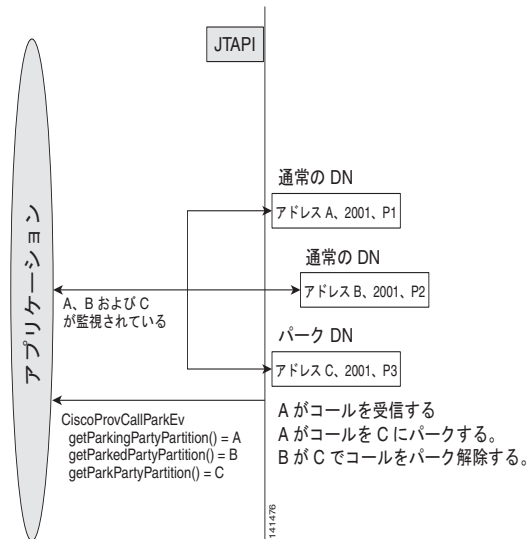 JTAPI
アプリケーション
通常の DN
アドレス A、2001、P1
通常の DN
アドレス B、2001、P2
A、B および C
が監視されている
パーク DN
アドレス C、2001、P3
CiscoProvCallParkEv
getParkingPartyPartition() = A
getParkedPartyPartition() = B
getParkPartyPartition() = C
A がコールを受信する
A がコールを C にパークする。
B が C でコールをパーク解除する。
141476